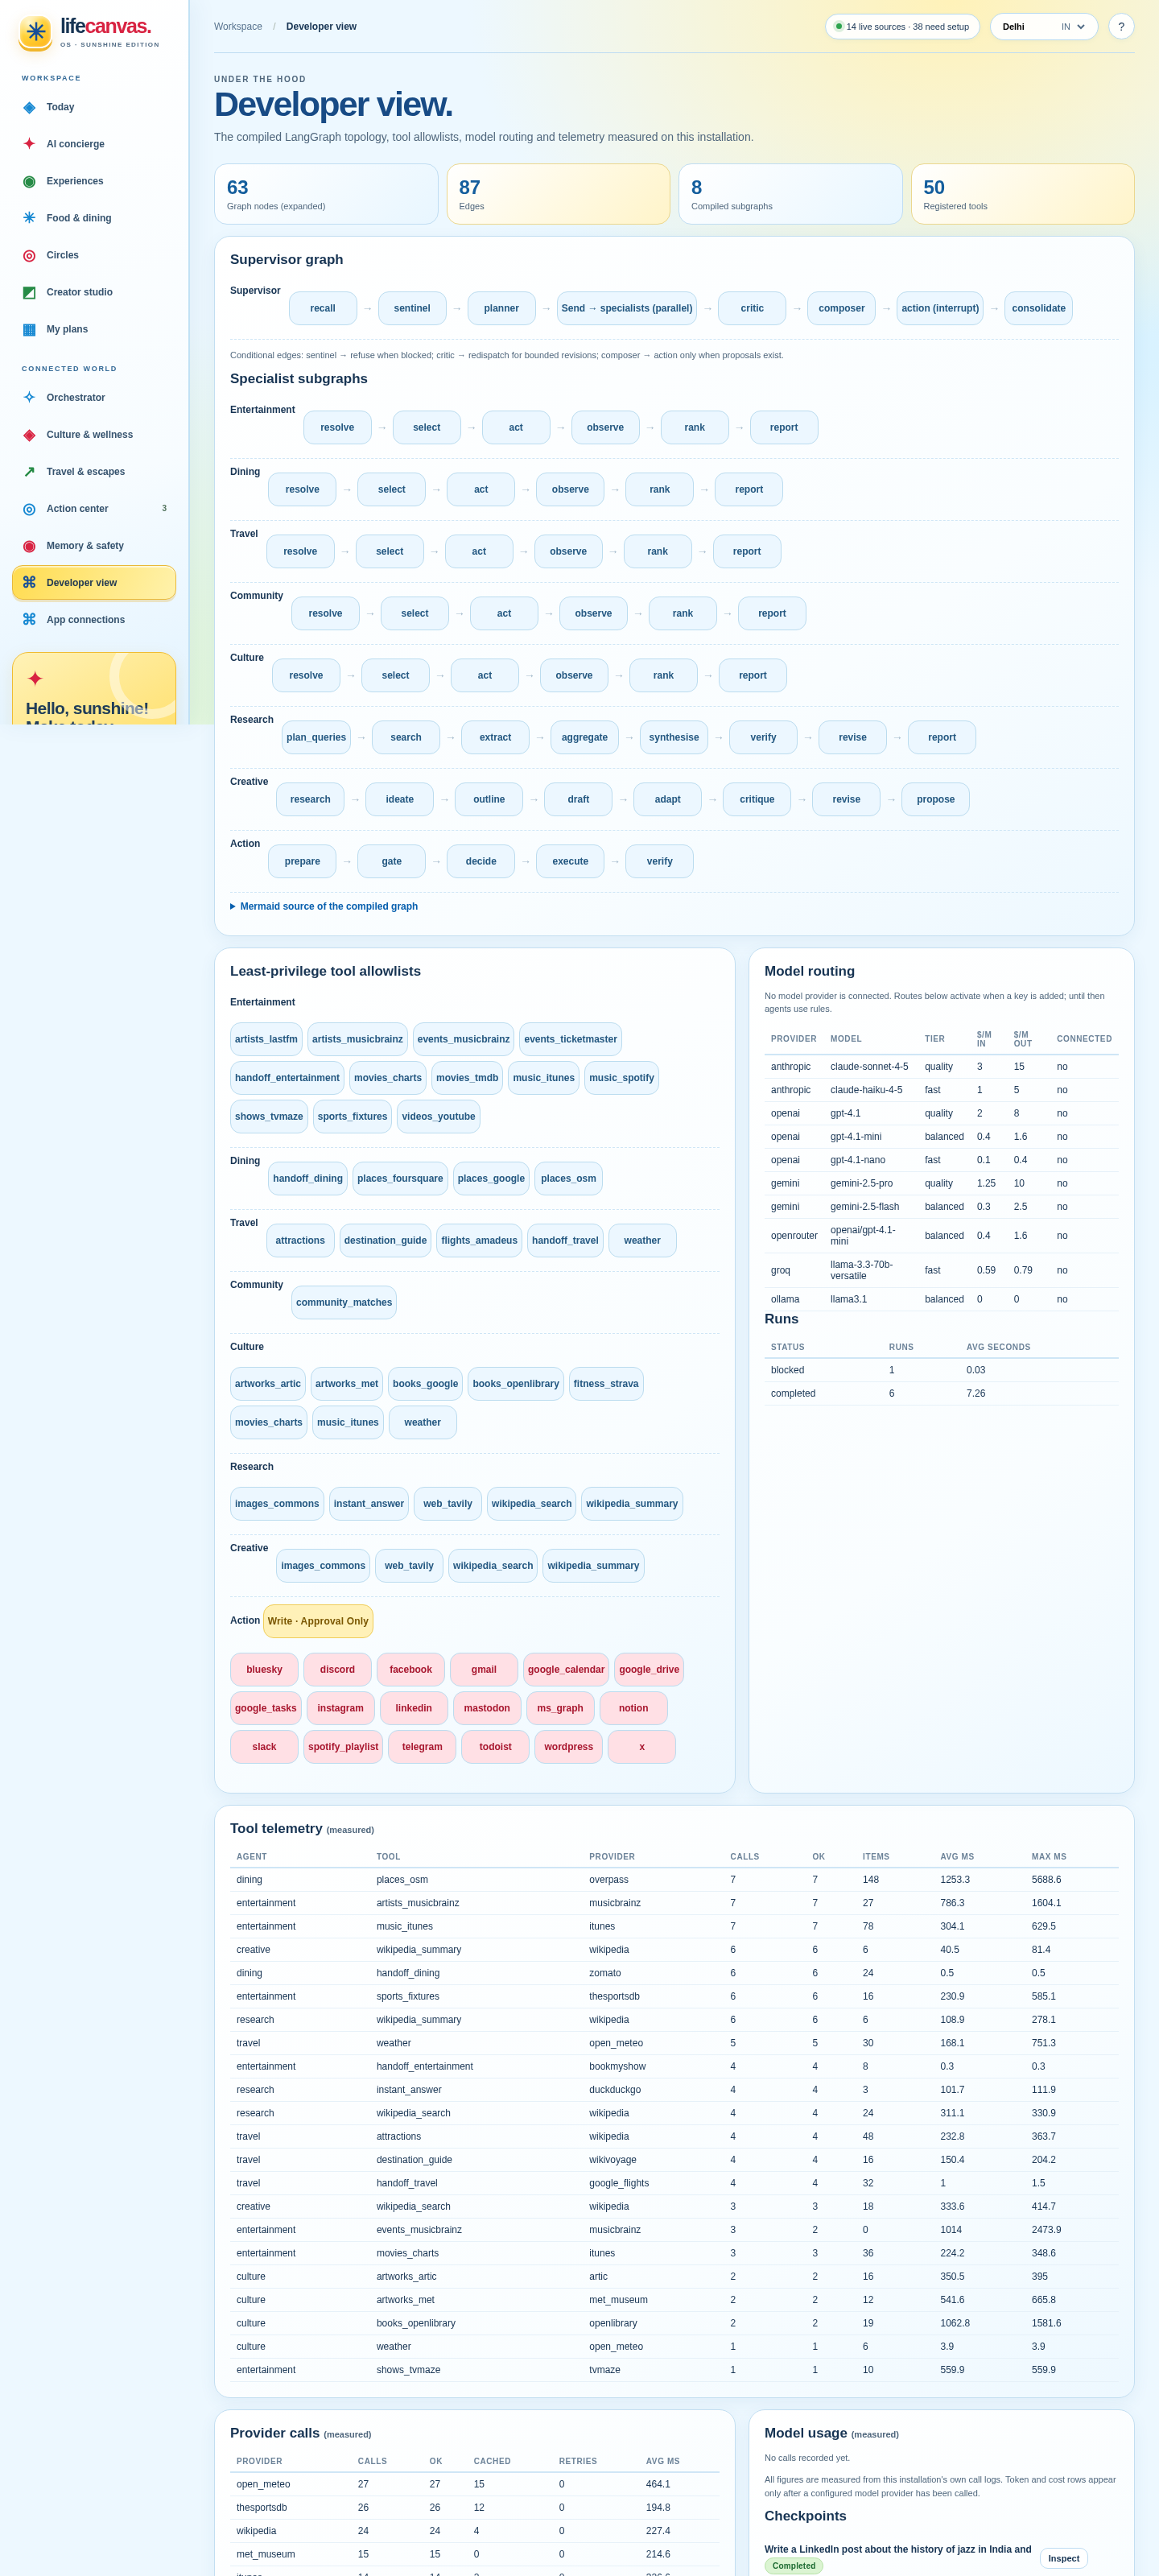 lifecanvas.
OS · SUNSHINE EDITION
WORKSPACE
Today
AI concierge
Experiences
Food & dining
Circles
Creator studio
My plans
CONNECTED WORLD
Orchestrator
Culture & wellness
Travel & escapes
Action center 3
Memory & safety
Developer view
App connections
Hello, sunshine!
Workspace / Developer view
14 live sources · 38 need setup
Delhi IN
?
UNDER THE HOOD
Developer view.
The compiled LangGraph topology, tool allowlists, model routing and telemetry measured on this installation.
63
Graph nodes (expanded)
87
Edges
8
Compiled subgraphs
50
Registered tools
Supervisor graph
Supervisor recall → sentinel → planner → Send → specialists (parallel) → critic → composer → action (interrupt) → consolidate
Conditional edges: sentinel → refuse when blocked; critic → redispatch for bounded revisions; composer → action only when proposals exist.
Specialist subgraphs
Entertainment resolve → select → act → observe → rank → report
Dining resolve → select → act → observe → rank → report
Travel resolve → select → act → observe → rank → report
Community resolve → select → act → observe → rank → report
Culture resolve → select → act → observe → rank → report
Research plan_queries → search → extract → aggregate → synthesise → verify → revise → report
Creative research → ideate → outline → draft → adapt → critique → revise → propose
Action prepare → gate → decide → execute → verify
Mermaid source of the compiled graph
Least-privilege tool allowlists
Entertainment
artists_lastfm artists_musicbrainz events_musicbrainz events_ticketmaster
handoff_entertainment movies_charts movies_tmdb music_itunes music_spotify
shows_tvmaze sports_fixtures videos_youtube
Dining handoff_dining places_foursquare places_google places_osm
Travel attractions destination_guide flights_amadeus handoff_travel weather
Community community_matches
Culture
artworks_artic artworks_met books_google books_openlibrary fitness_strava
movies_charts music_itunes weather
Research
images_commons instant_answer web_tavily wikipedia_search wikipedia_summary
Creative images_commons web_tavily wikipedia_search wikipedia_summary
Action Write · Approval Only
bluesky discord facebook gmail google_calendar google_drive
google_tasks instagram linkedin mastodon ms_graph notion
slack spotify_playlist telegram todoist wordpress x
Model routing
No model provider is connected. Routes below activate when a key is added; until then
agents use rules.
PROVIDER MODEL TIER $/M IN $/M OUT CONNECTED
anthropic claude-sonnet-4-5 quality 3 15 no
anthropic claude-haiku-4-5 fast 1 5 no
openai gpt-4.1 quality 2 8 no
openai gpt-4.1-mini balanced 0.4 1.6 no
openai gpt-4.1-nano fast 0.1 0.4 no
gemini gemini-2.5-pro quality 1.25 10 no
gemini gemini-2.5-flash balanced 0.3 2.5 no
openrouter openai/gpt-4.1-mini balanced 0.4 1.6 no
groq llama-3.3-70b-versatile fast 0.59 0.79 no
ollama llama3.1 balanced 0 0 no
Runs
STATUS RUNS AVG SECONDS
blocked 1 0.03
completed 6 7.26
Tool telemetry (measured)
AGENT TOOL PROVIDER CALLS OK ITEMS AVG MS MAX MS
dining places_osm overpass 7 7 148 1253.3 5688.6
entertainment artists_musicbrainz musicbrainz 7 7 27 786.3 1604.1
entertainment music_itunes itunes 7 7 78 304.1 629.5
creative wikipedia_summary wikipedia 6 6 6 40.5 81.4
dining handoff_dining zomato 6 6 24 0.5 0.5
entertainment sports_fixtures thesportsdb 6 6 16 230.9 585.1
research wikipedia_summary wikipedia 6 6 6 108.9 278.1
travel weather open_meteo 5 5 30 168.1 751.3
entertainment handoff_entertainment bookmyshow 4 4 8 0.3 0.3
research instant_answer duckduckgo 4 4 3 101.7 111.9
research wikipedia_search wikipedia 4 4 24 311.1 330.9
travel attractions wikipedia 4 4 48 232.8 363.7
travel destination_guide wikivoyage 4 4 16 150.4 204.2
travel handoff_travel google_flights 4 4 32 1 1.5
creative wikipedia_search wikipedia 3 3 18 333.6 414.7
entertainment events_musicbrainz musicbrainz 3 2 0 1014 2473.9
entertainment movies_charts itunes 3 3 36 224.2 348.6
culture artworks_artic artic 2 2 16 350.5 395
culture artworks_met met_museum 2 2 12 541.6 665.8
culture books_openlibrary openlibrary 2 2 19 1062.8 1581.6
culture weather open_meteo 1 1 6 3.9 3.9
entertainment shows_tvmaze tvmaze 1 1 10 559.9 559.9
Provider calls (measured)
PROVIDER CALLS OK CACHED RETRIES AVG MS
open_meteo 27 27 15 0 464.1
thesportsdb 26 26 12 0 194.8
wikipedia 24 24 4 0 227.4
met_museum 15 15 0 0 214.6
Model usage (measured)
No calls recorded yet.
All figures are measured from this installation's own call logs. Token and cost rows appear
only after a configured model provider has been called.
Checkpoints
Write a LinkedIn post about the history of jazz in India and
Completed
Inspect